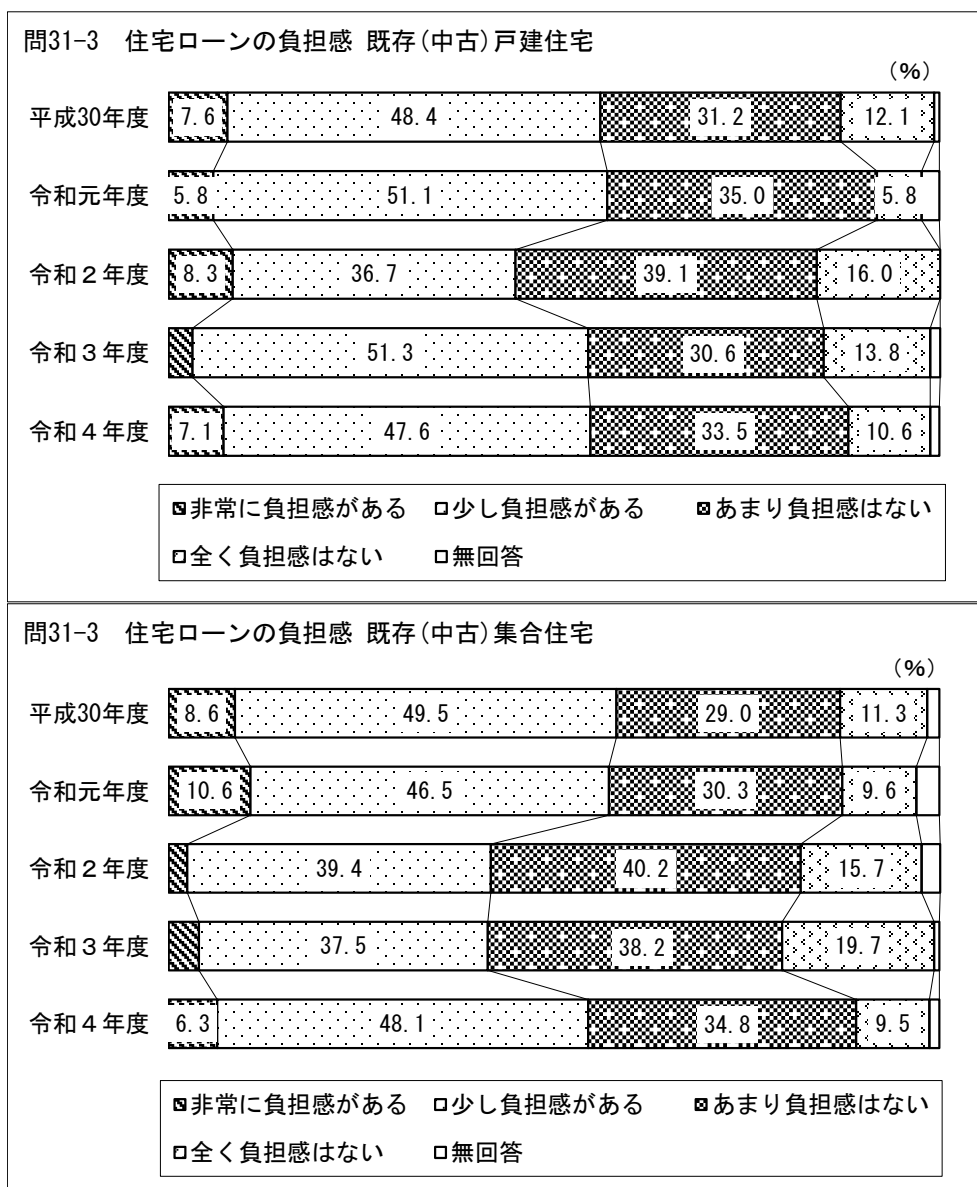 問31-3 住宅ローンの負担感 既存(中古)戸建住宅
(%)
平成30年度 7.6 48.4 31.2 12.1
令和元年度 5.8 51.1 35.0 5.8
令和２年度 8.3 36.7 39.1 16.0
令和３年度 51.3 30.6 13.8
令和４年度 7.1 47.6 33.5 10.6
非常に負担感がある 少し負担感がある あまり負担感はない
全く負担感はない 無回答
問31-3 住宅ローンの負担感 既存(中古)集合住宅
(%)
平成30年度 8.6 49.5 29.0 11.3
令和元年度 10.6 46.5 30.3 9.6
令和２年度 39.4 40.2 15.7
令和３年度 37.5 38.2 19.7
令和４年度 6.3 48.1 34.8 9.5
非常に負担感がある 少し負担感がある あまり負担感はない
全く負担感はない 無回答